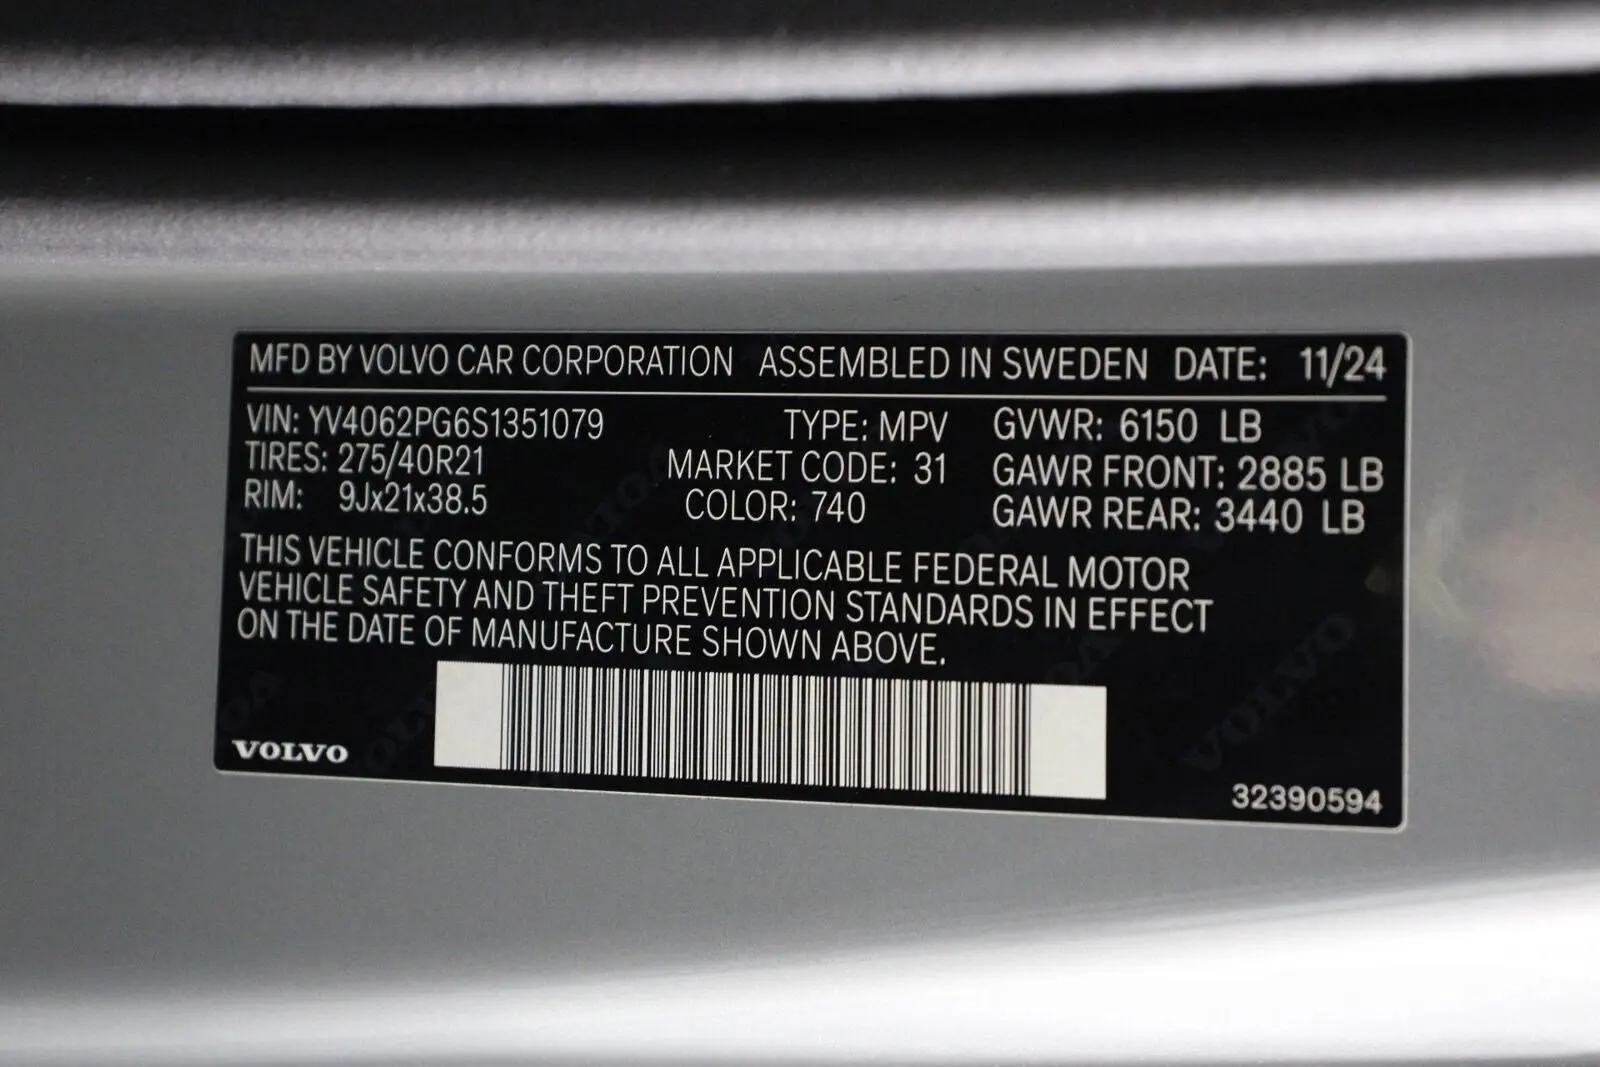 MFD BY VOLVO CAR CORPORATION ASSEMBLED IN SWEDEN DATE: 11/24
VIN: YV4062PG6S1351079 TYPE: MPV GVWR: 6150 LB
TIRES: 275/40R21 MARKET CODE: 31 GAWR FRONT: 2885 LB
RIM: 9Jx21x38.5 COLOR: 740 GAWR REAR: 3440 LB
THIS VEHICLE CONFORMS TO ALL APPLICABLE FEDERAL MOTOR
VEHICLE SAFETY AND THEFT PREVENTION STANDARDS IN EFFECT
ON THE DATE OF MANUFACTURE SHOWN ABOVE.
VOLVO
32390594